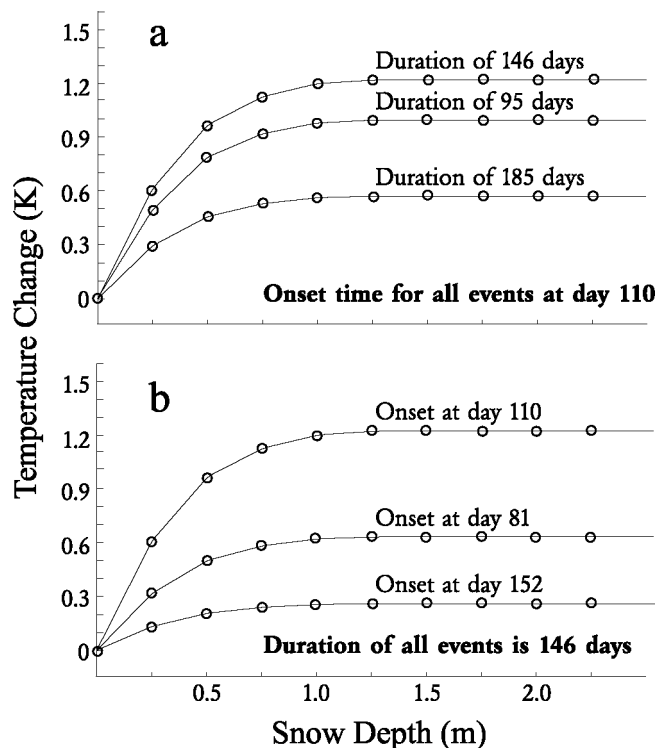 a
1.5
1.2
0.9
0.6
0.3
0
Duration of 146 days
Duration of 95 days
Duration of 185 days
Onset time for all events at day 110
Temperature Change (K)
b
1.5
1.2
0.9
0.6
0.3
0
Onset at day 110
Onset at day 81
Onset at day 152
Duration of all events is 146 days
0.5 1.0 1.5 2.0
Snow Depth (m)